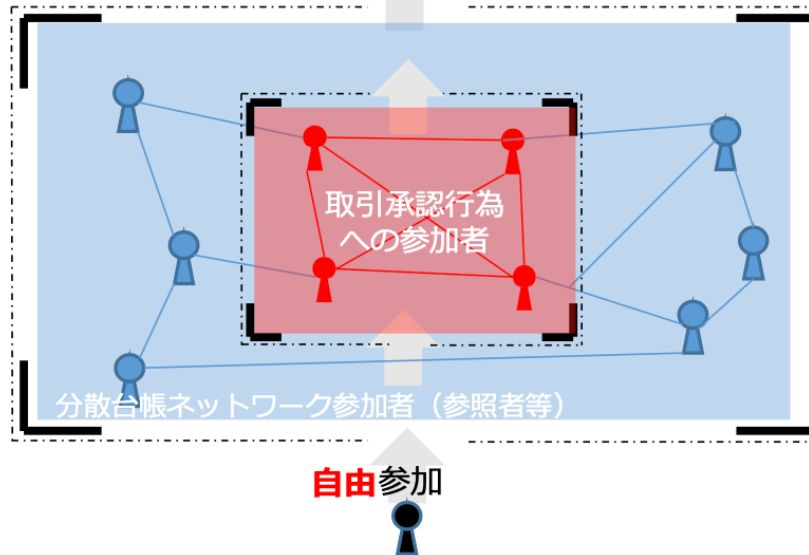 取引承認行為
への参加者
分散台帳ネットワーク参加者（参照者等）
自由参加